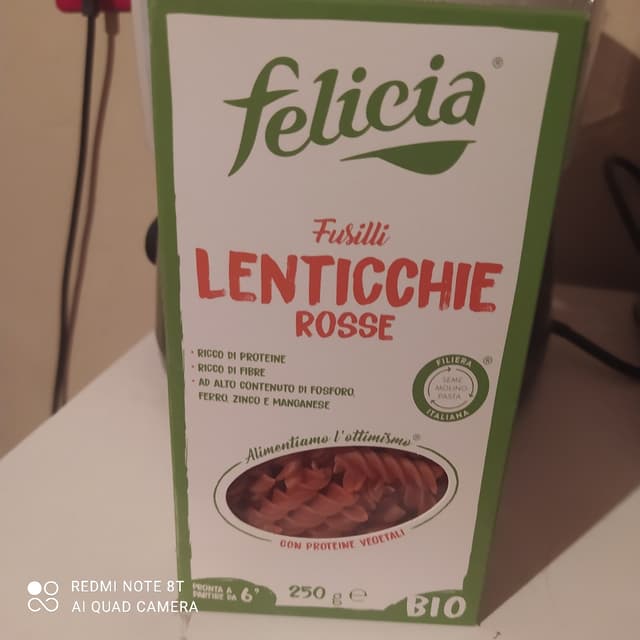 felicia®
Fusilli
LENTICCHIE
ROSSE
· RICCO DI PROTEINE
· RICCO DI FIBRE
· AD ALTO CONTENUTO DI FOSFORO,
FERRO, ZINCO E MANGANESE
FILIERA ®
SEME
MOLINO
PASTA
ITALIANA
Alimentiamo l'ottimismo®
CON PROTEINE VEGETALI
PRONTA A
PARTIRE DA 6'
250 g e
BIO
REDMI NOTE 8T
AI QUAD CAMERA